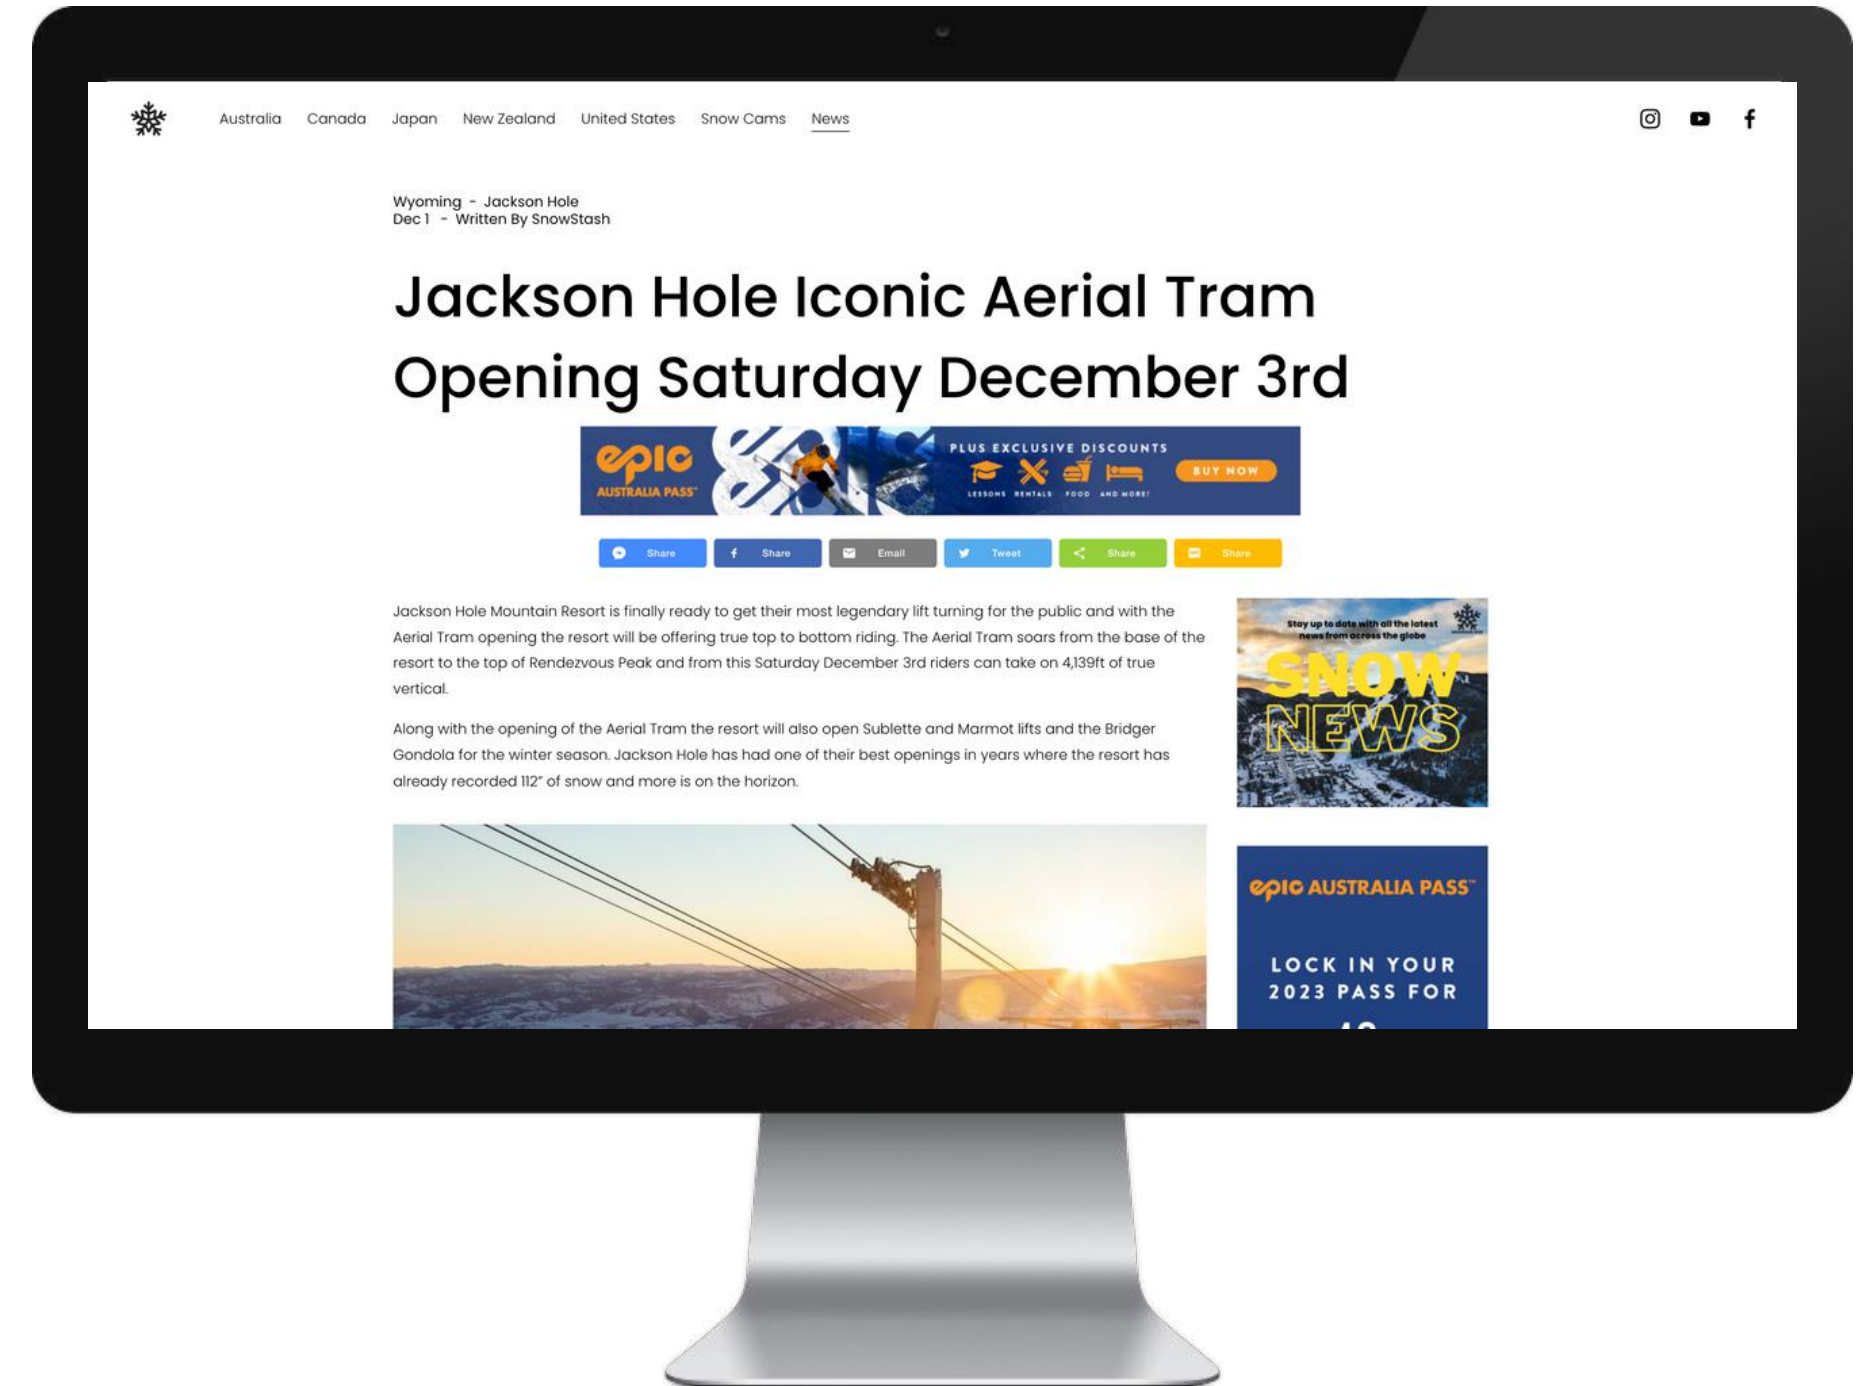 Australia Canada Japan New Zealand United States Snow Cams News
Wyoming - Jackson Hole
Dec 1 - Written By SnowStash
Jackson Hole Iconic Aerial Tram
Opening Saturday December 3rd
epic
AUSTRALIA PASS™
PLUS EXCLUSIVE DISCOUNTS
LESSONS RENTALS FOOD AND MORE!
BUY NOW
Share Share Email Tweet Share Share
Jackson Hole Mountain Resort is finally ready to get their most legendary lift turning for the public and with the
Aerial Tram opening the resort will be offering true top to bottom riding. The Aerial Tram soars from the base of the
resort to the top of Rendezvous Peak and from this Saturday December 3rd riders can take on 4,139ft of true
vertical.
Along with the opening of the Aerial Tram the resort will also open Sublette and Marmot lifts and the Bridger
Gondola for the winter season. Jackson Hole has had one of their best openings in years where the resort has
already recorded 112" of snow and more is on the horizon.
Stay up to date with all the latest
news from across the globe
SNOW
NEWS
epic AUSTRALIA PASS™
LOCK IN YOUR
2023 PASS FOR